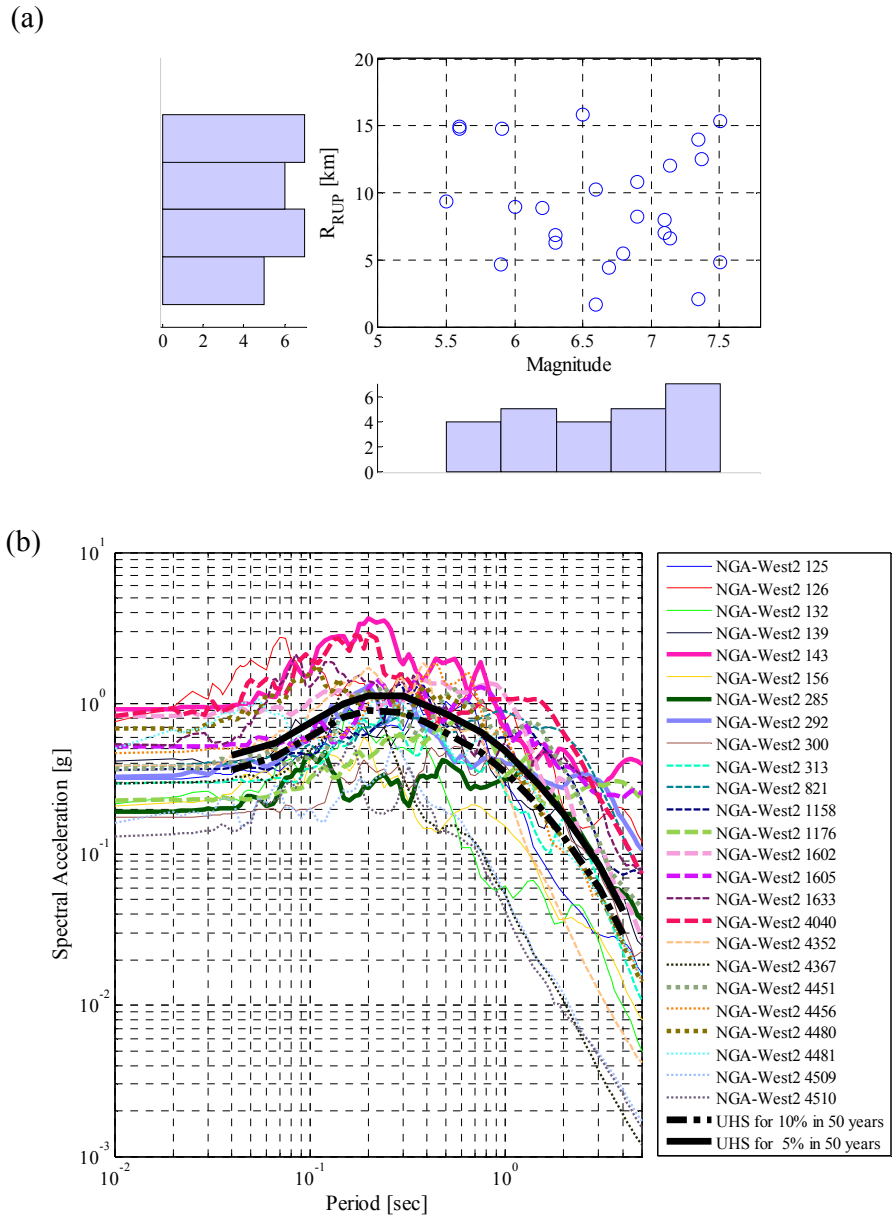 (a)
20
15
10
5
0
R_RUP [km]
0 2 4 6
5 5.5 6 6.5 7 7.5
Magnitude
6
4
2
0
(b)
10^1
10^0
10^-1
10^-2
10^-3
Spectral Acceleration [g]
10^-2 10^-1 10^0
Period [sec]
NGA-West2 125
NGA-West2 126
NGA-West2 132
NGA-West2 139
NGA-West2 143
NGA-West2 156
NGA-West2 285
NGA-West2 292
NGA-West2 300
NGA-West2 313
NGA-West2 821
NGA-West2 1158
NGA-West2 1176
NGA-West2 1602
NGA-West2 1605
NGA-West2 1633
NGA-West2 4040
NGA-West2 4352
NGA-West2 4367
NGA-West2 4451
NGA-West2 4456
NGA-West2 4480
NGA-West2 4481
NGA-West2 4509
NGA-West2 4510
UHS for 10% in 50 years
UHS for 5% in 50 years